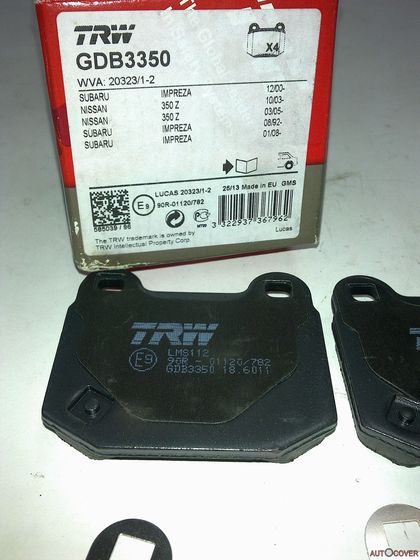 TRW
GDB3350
X4
WVA: 20323/1-2
SUBARU IMPREZA 12/00-
NISSAN 350 Z 10/03-
NISSAN 350 Z 03/05-
SUBARU IMPREZA 08/92-
SUBARU IMPREZA 01/08-
LUCAS 20323/1-2 25/13 Made in EU GMS
E9 90R-01120/782
685039 / 96
3 322937 367962
The TRW trademark is owned by
TRW Intellectual Property Corp.
Lucas
TRW
LMS112
E9 90R - 01120/782
GDB3350 18.6011
AUTOCOVER